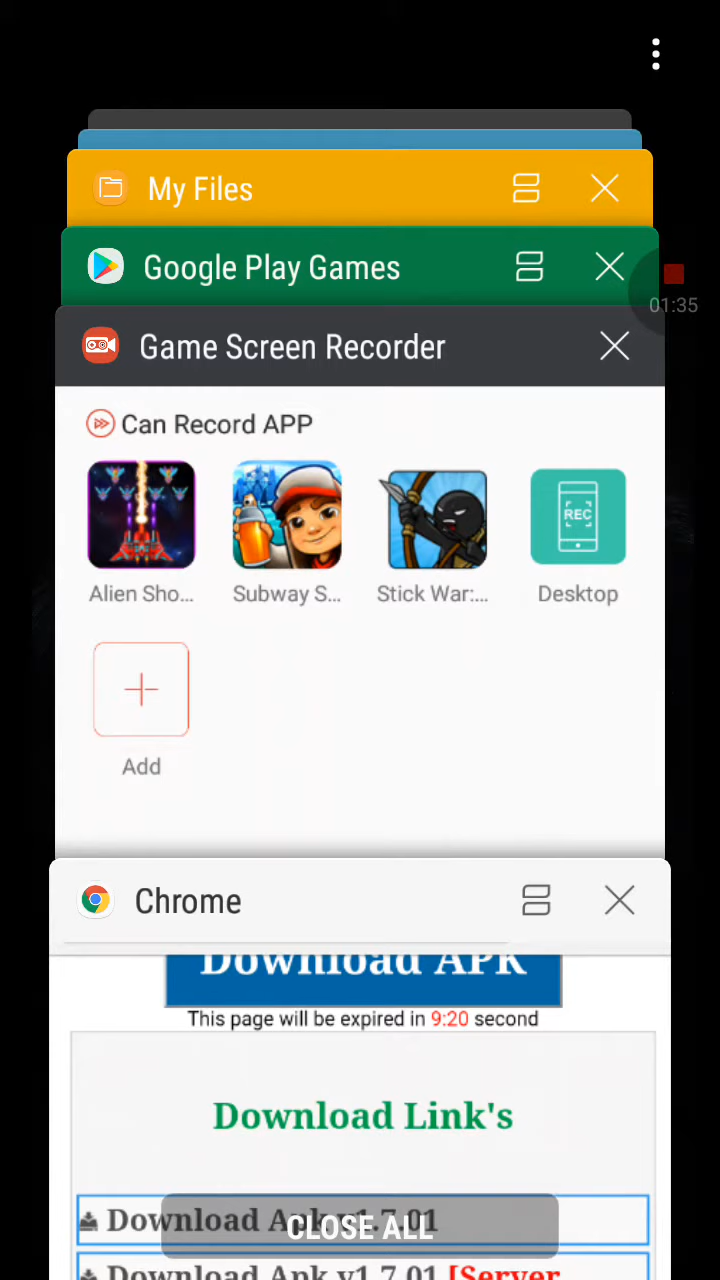 My Files
Google Play Games
01:35
Game Screen Recorder
Can Record APP
Alien Sho... Subway S... Stick War:... Desktop
REC
Add
Chrome
Download APK
This page will be expired in 9:20 second
Download Link's
Download Apk v1.7.01
CLOSE ALL
Download Apk v1.7.01 [Server